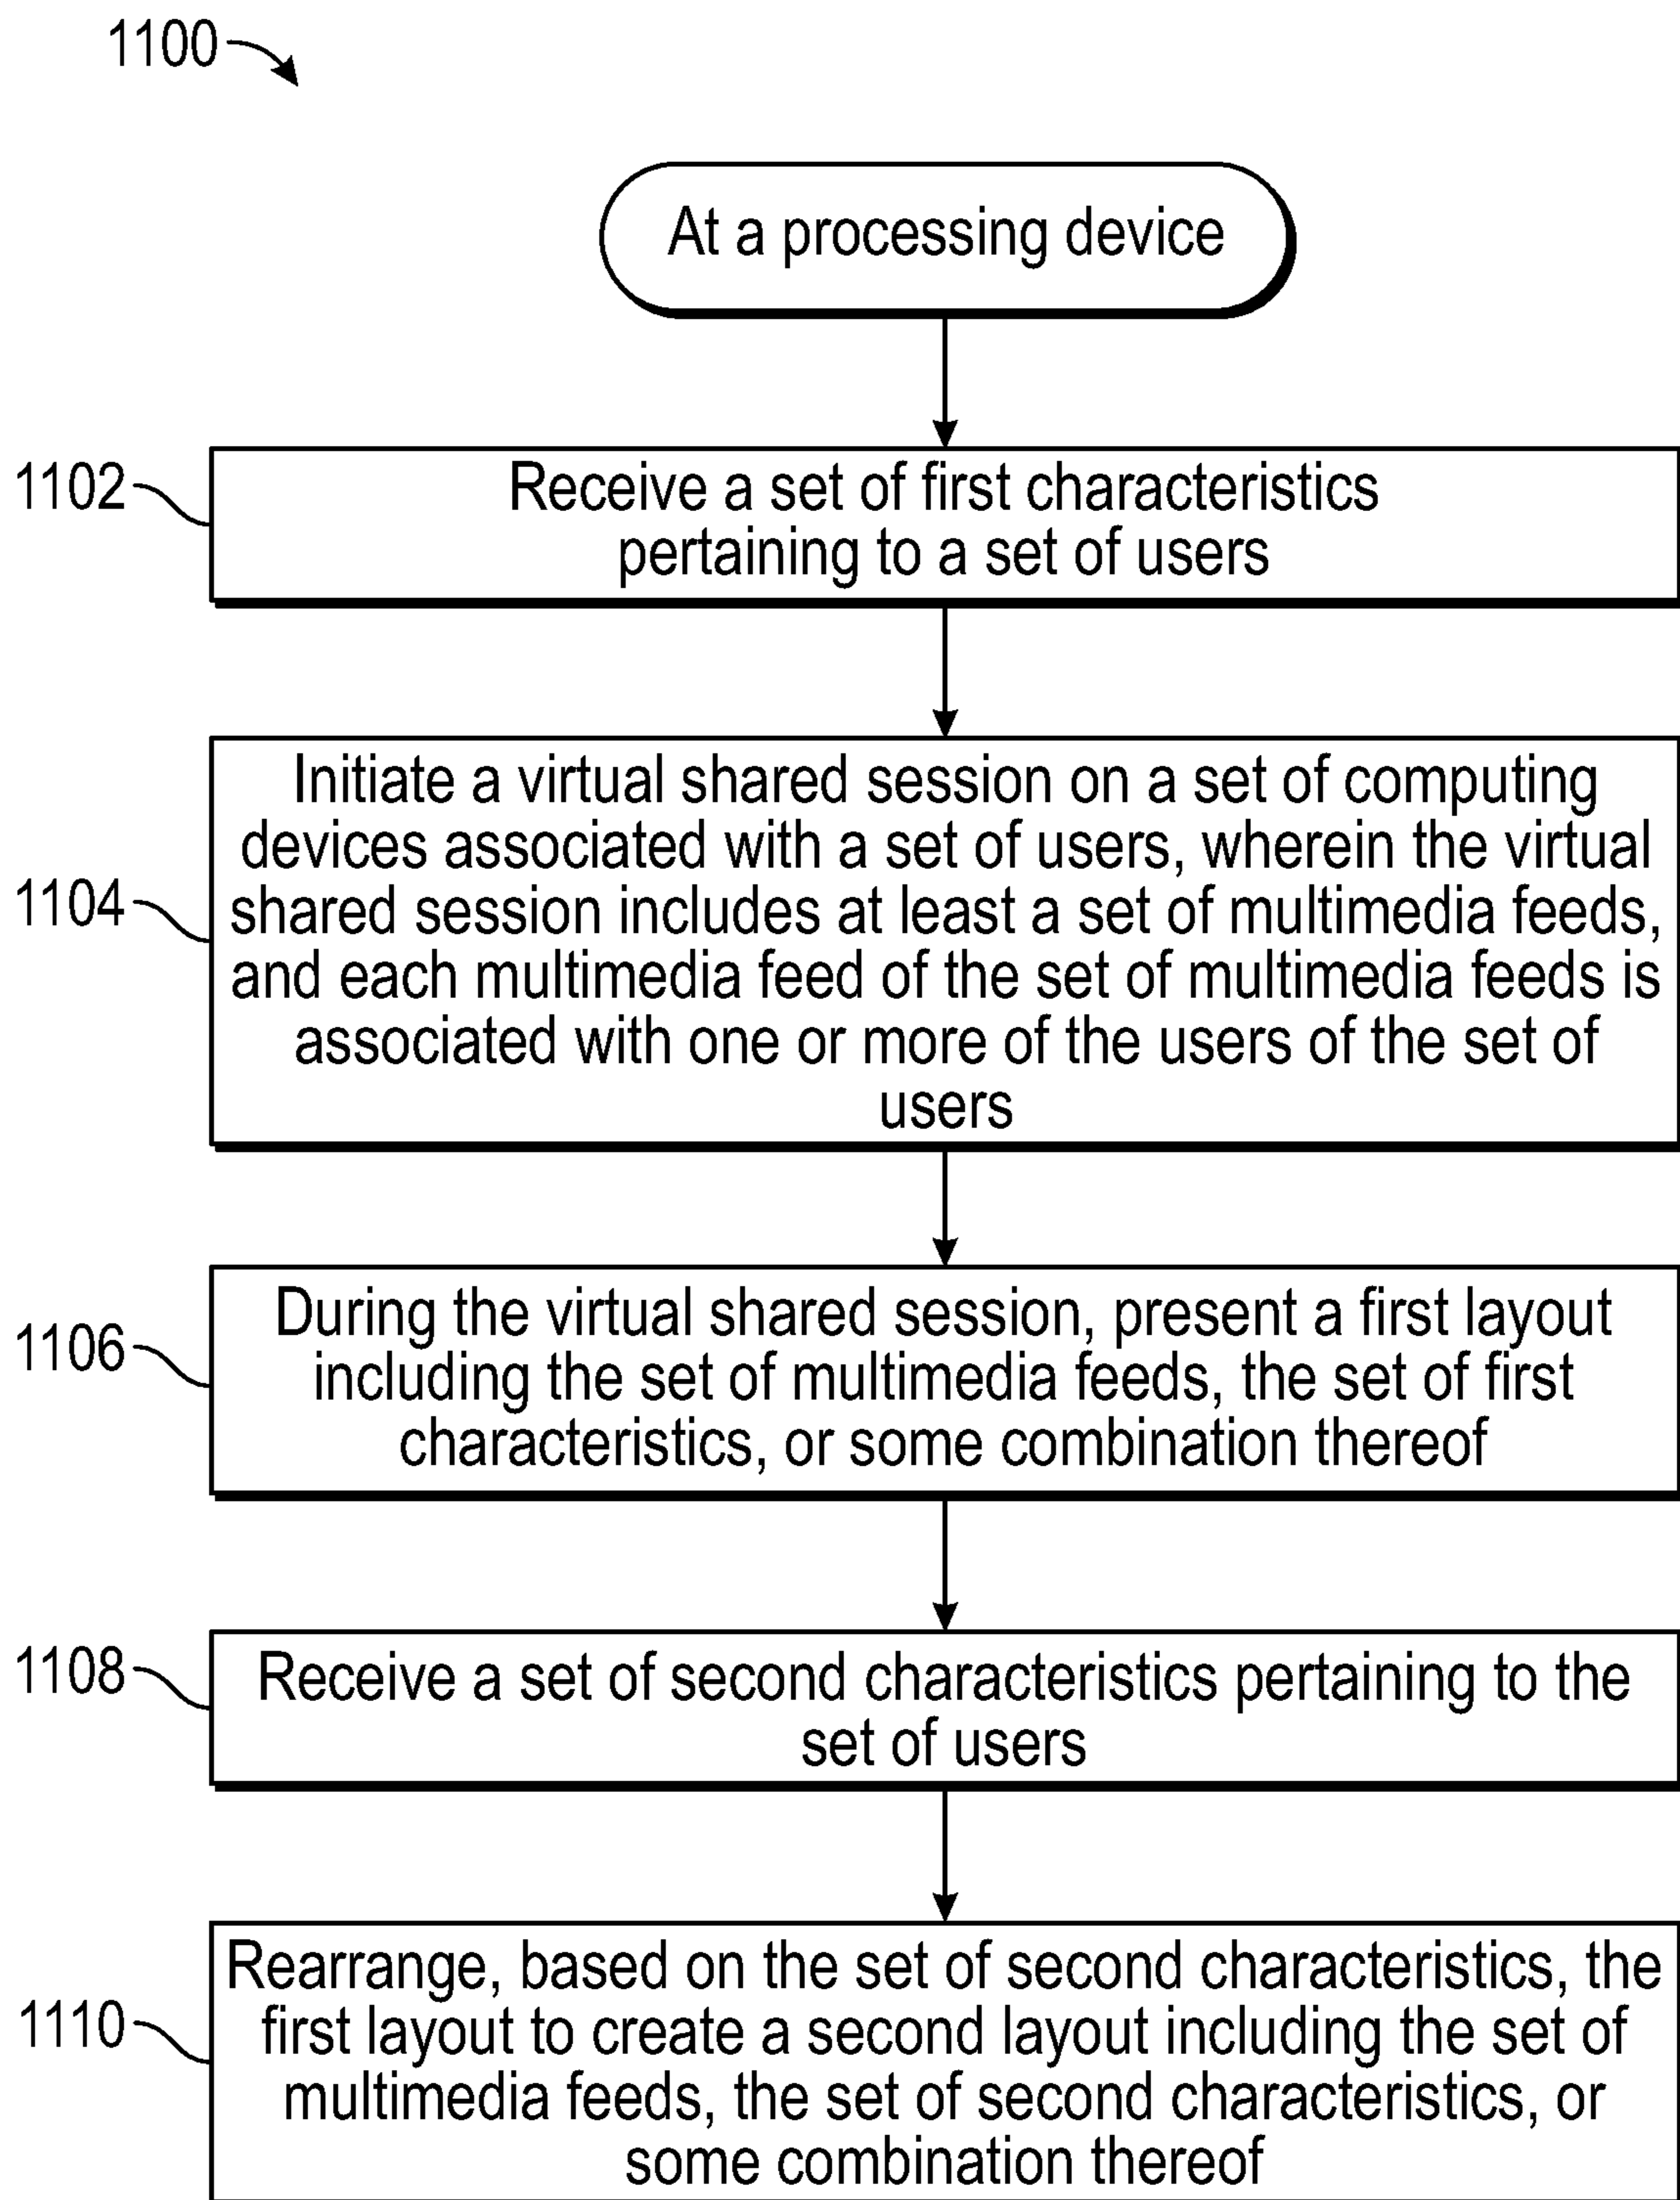 1100
At a processing device
1102
Receive a set of first characteristics
pertaining to a set of users
1104
Initiate a virtual shared session on a set of computing
devices associated with a set of users, wherein the virtual
shared session includes at least a set of multimedia feeds,
and each multimedia feed of the set of multimedia feeds is
associated with one or more of the users of the set of
users
1106
During the virtual shared session, present a first layout
including the set of multimedia feeds, the set of first
characteristics, or some combination thereof
1108
Receive a set of second characteristics pertaining to the
set of users
1110
Rearrange, based on the set of second characteristics, the
first layout to create a second layout including the set of
multimedia feeds, the set of second characteristics, or
some combination thereof